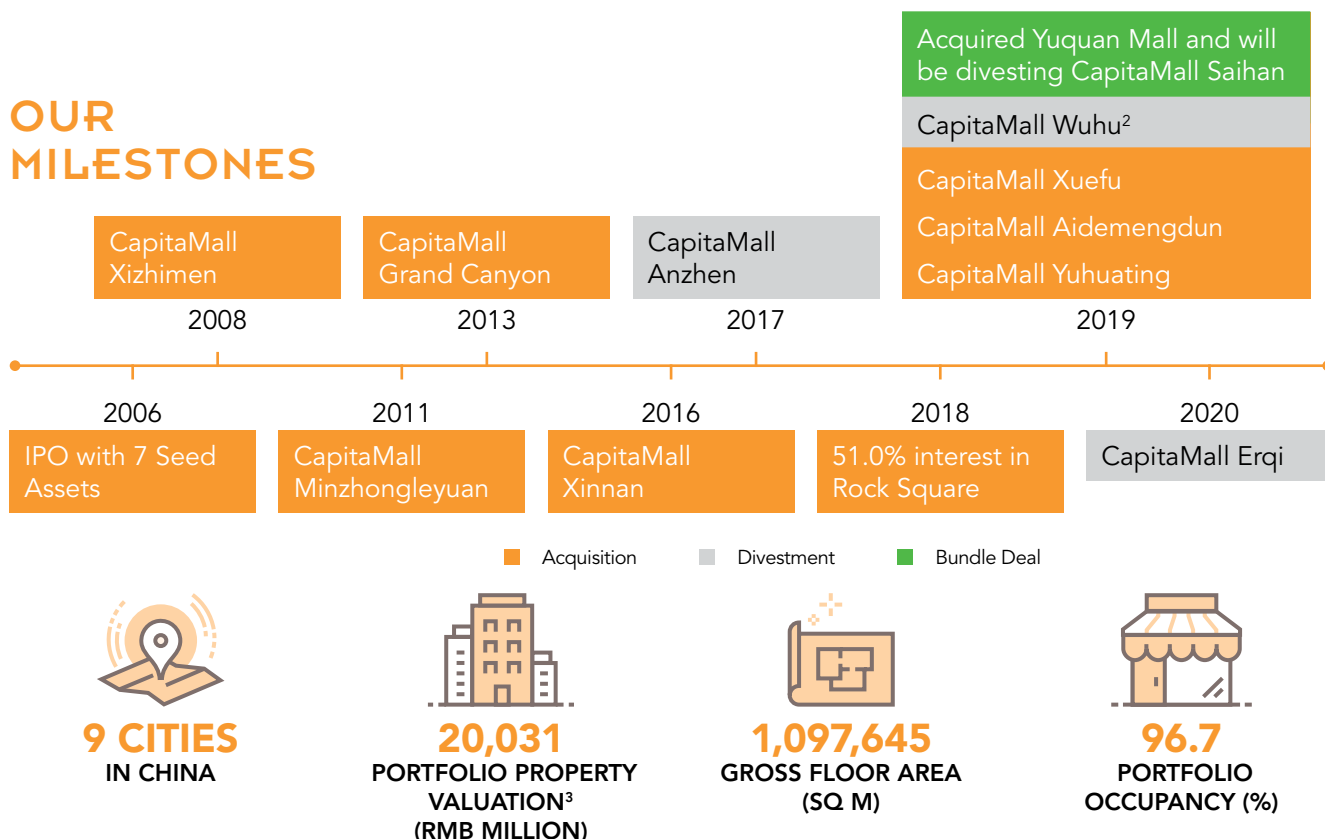 OUR
MILESTONES
Acquired Yuquan Mall and will
be divesting CapitaMall Saihan
CapitaMall Wuhu²
CapitaMall Xuefu
CapitaMall Aidemengdun
CapitaMall Yuhuating
CapitaMall
Xizhimen
CapitaMall
Grand Canyon
CapitaMall
Anzhen
2008
2013
2017
2019
2006
2011
2016
2018
2020
IPO with 7 Seed
Assets
CapitaMall
Minzhongleyuan
CapitaMall
Xinnan
51.0% interest in
Rock Square
CapitaMall Erqi
Acquisition
Divestment
Bundle Deal
9 CITIES
IN CHINA
20,031
PORTFOLIO PROPERTY
VALUATION³
(RMB MILLION)
1,097,645
GROSS FLOOR AREA
(SQ M)
96.7
PORTFOLIO
OCCUPANCY (%)